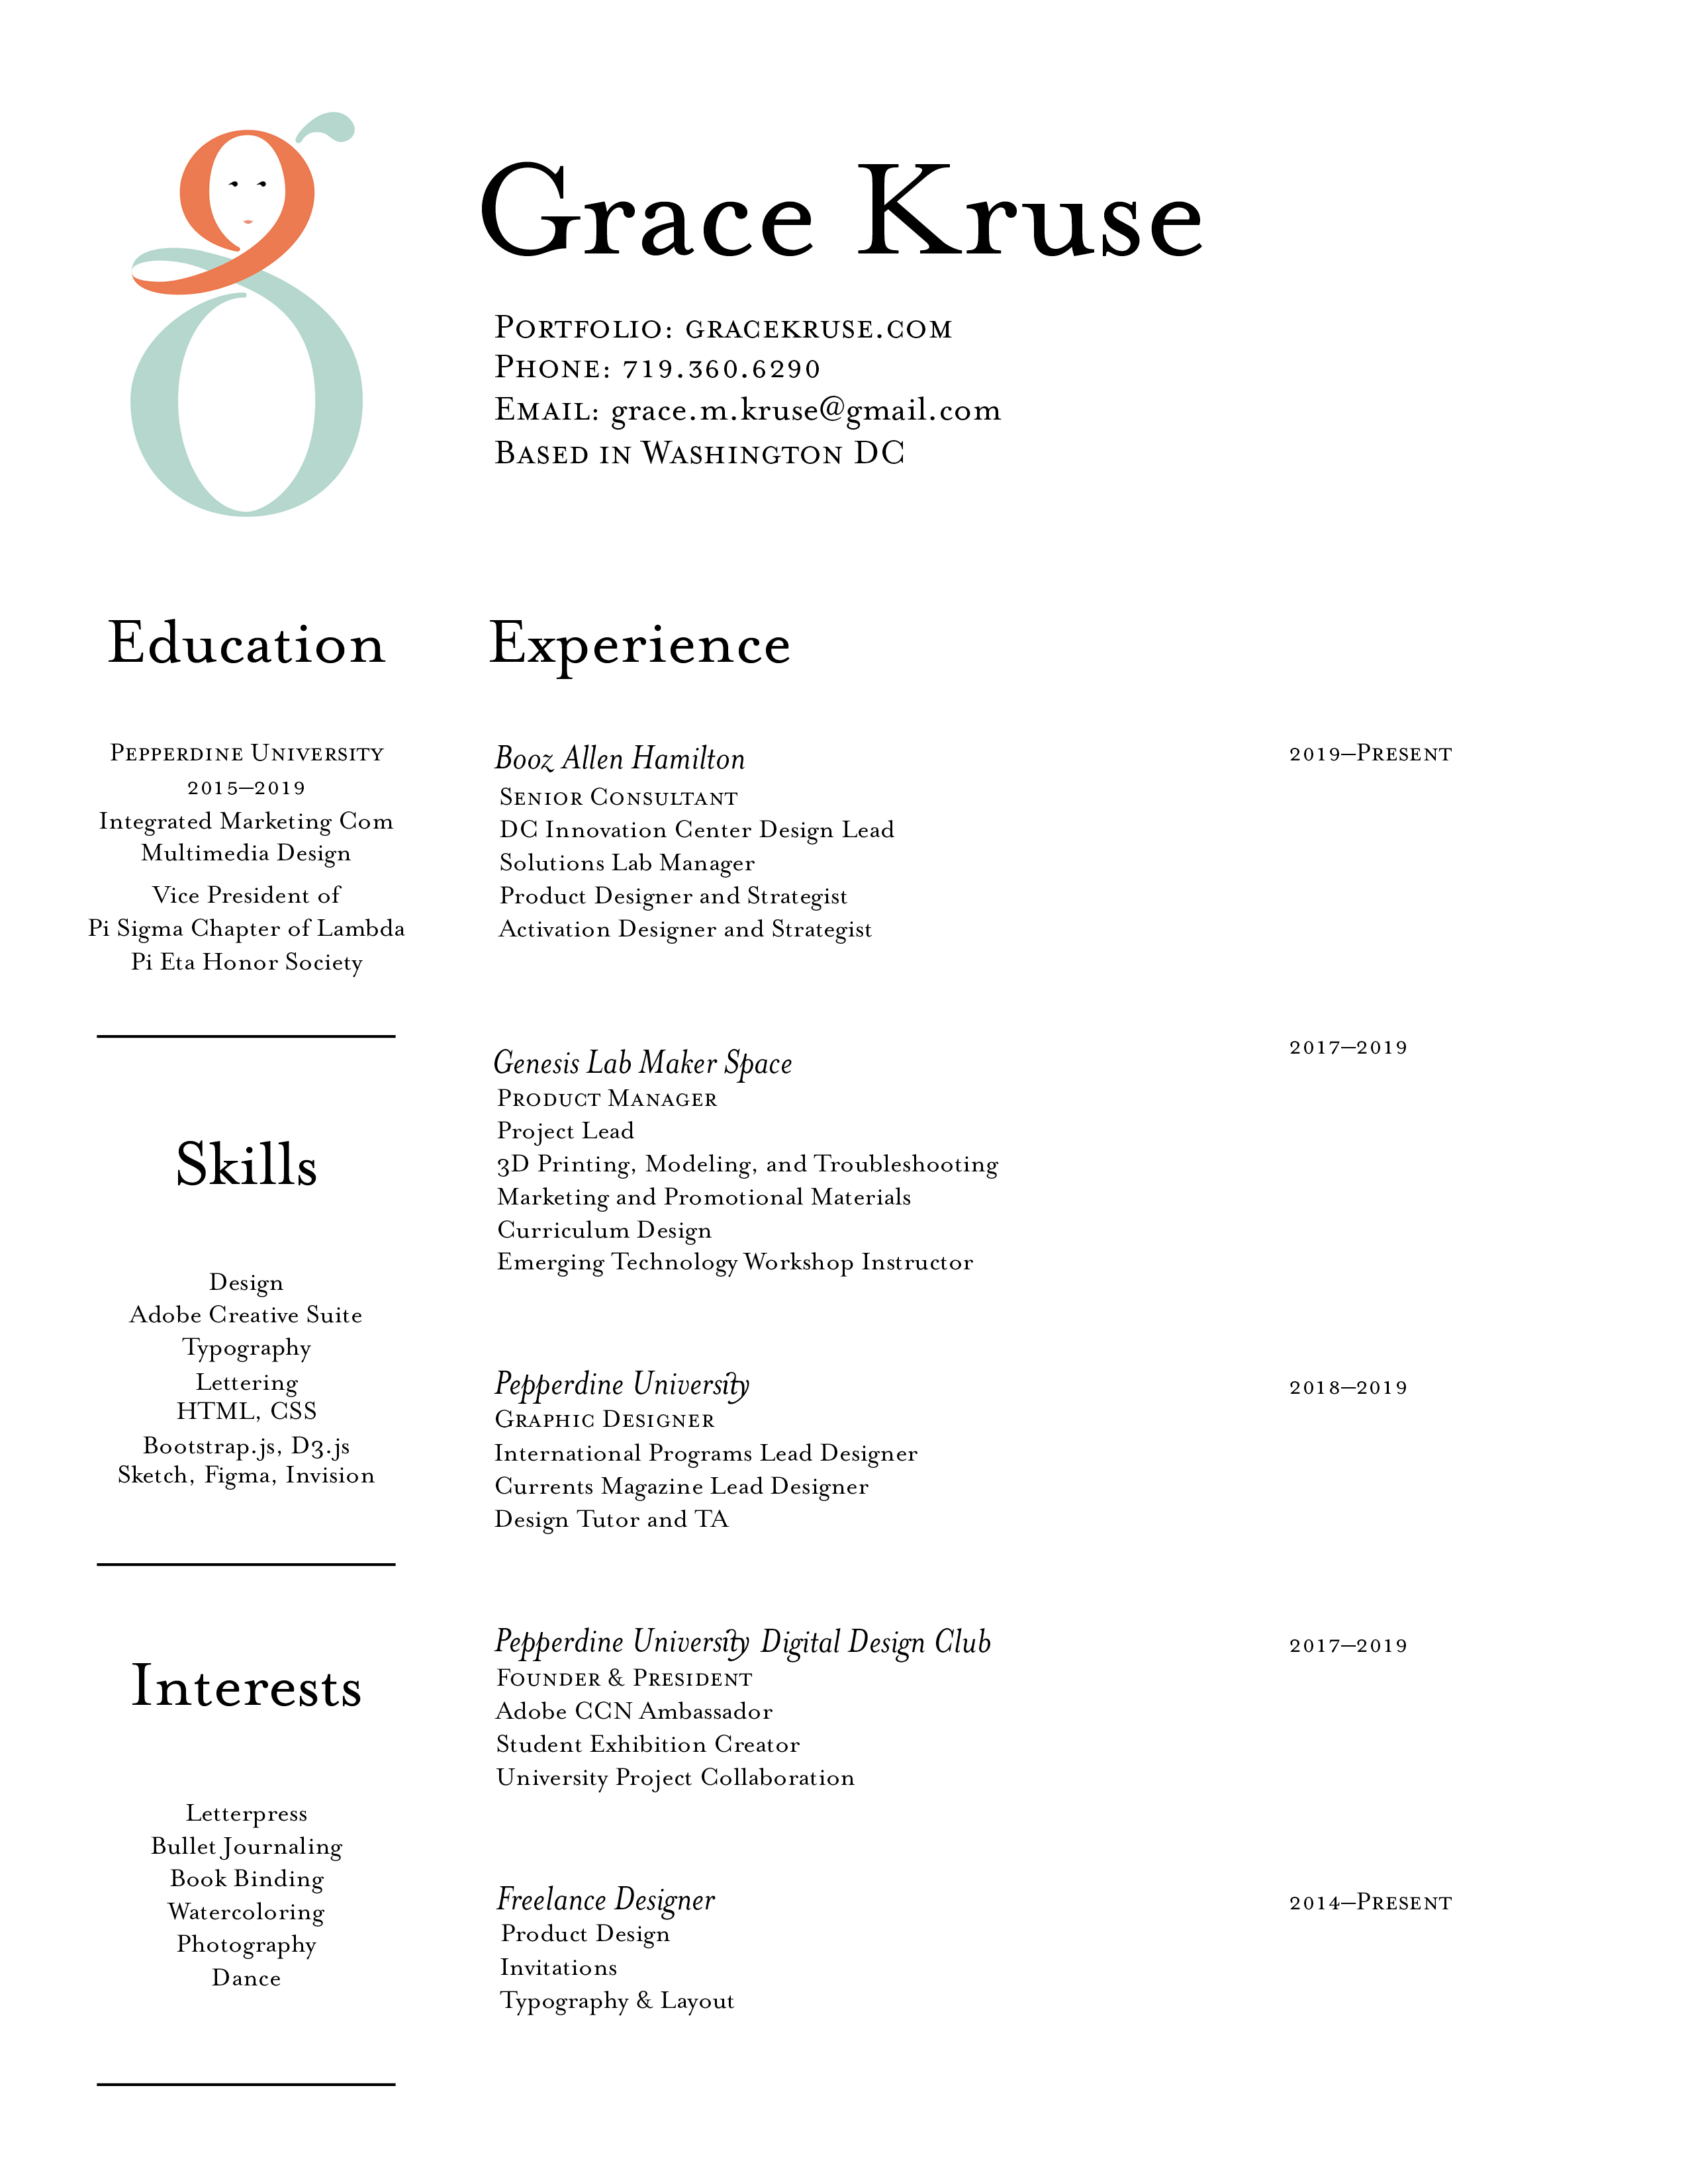 Grace Kruse
Portfolio: gracekruse.com
Phone: 719.360.6290
Email: grace.m.kruse@gmail.com
Based in Washington DC
Education
Pepperdine University
2015–2019
Integrated Marketing Com
Multimedia Design
Vice President of
Pi Sigma Chapter of Lambda
Pi Eta Honor Society
Skills
Design
Adobe Creative Suite
Typography
Lettering
HTML, CSS
Bootstrap.js, D3.js
Sketch, Figma, Invision
Interests
Letterpress
Bullet Journaling
Book Binding
Watercoloring
Photography
Dance
Experience
Booz Allen Hamilton 2019–Present
Senior Consultant
DC Innovation Center Design Lead
Solutions Lab Manager
Product Designer and Strategist
Activation Designer and Strategist
Genesis Lab Maker Space 2017–2019
Product Manager
Project Lead
3D Printing, Modeling, and Troubleshooting
Marketing and Promotional Materials
Curriculum Design
Emerging Technology Workshop Instructor
Pepperdine University 2018–2019
Graphic Designer
International Programs Lead Designer
Currents Magazine Lead Designer
Design Tutor and TA
Pepperdine University Digital Design Club 2017–2019
Founder & President
Adobe CCN Ambassador
Student Exhibition Creator
University Project Collaboration
Freelance Designer 2014–Present
Product Design
Invitations
Typography & Layout